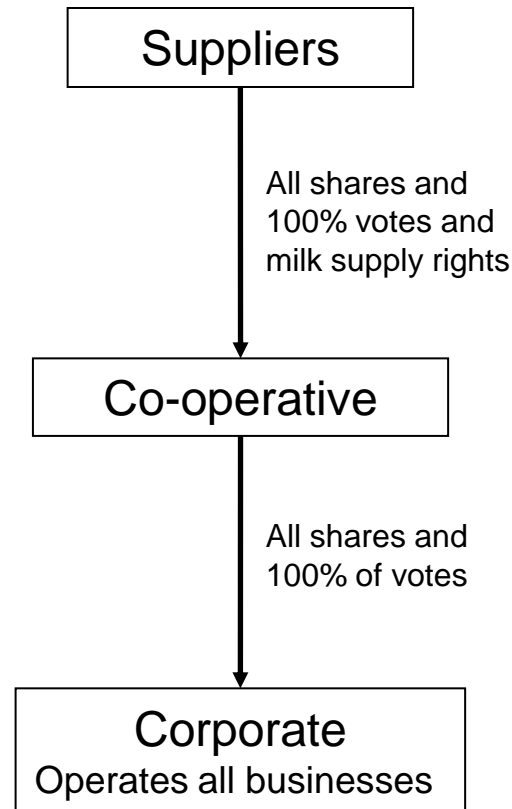 Suppliers
All shares and
100% votes and
milk supply rights
Co-operative
All shares and
100% of votes
Corporate
Operates all businesses